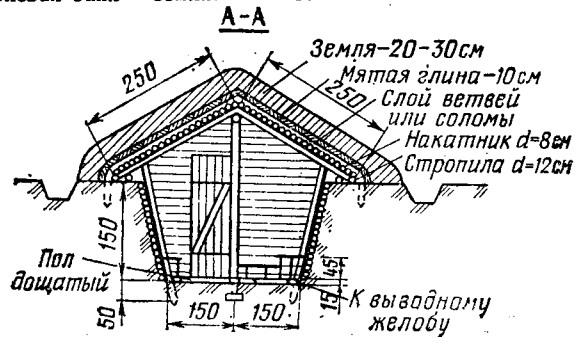 А-А
250
Земля-20-30см
Мятая глина-10см
250
Слой ветвей
или соломы
Накатник d=8см
Стропила d=12см
150
Пол
дощатый
50
150
150
45
15
К выводному
желобу